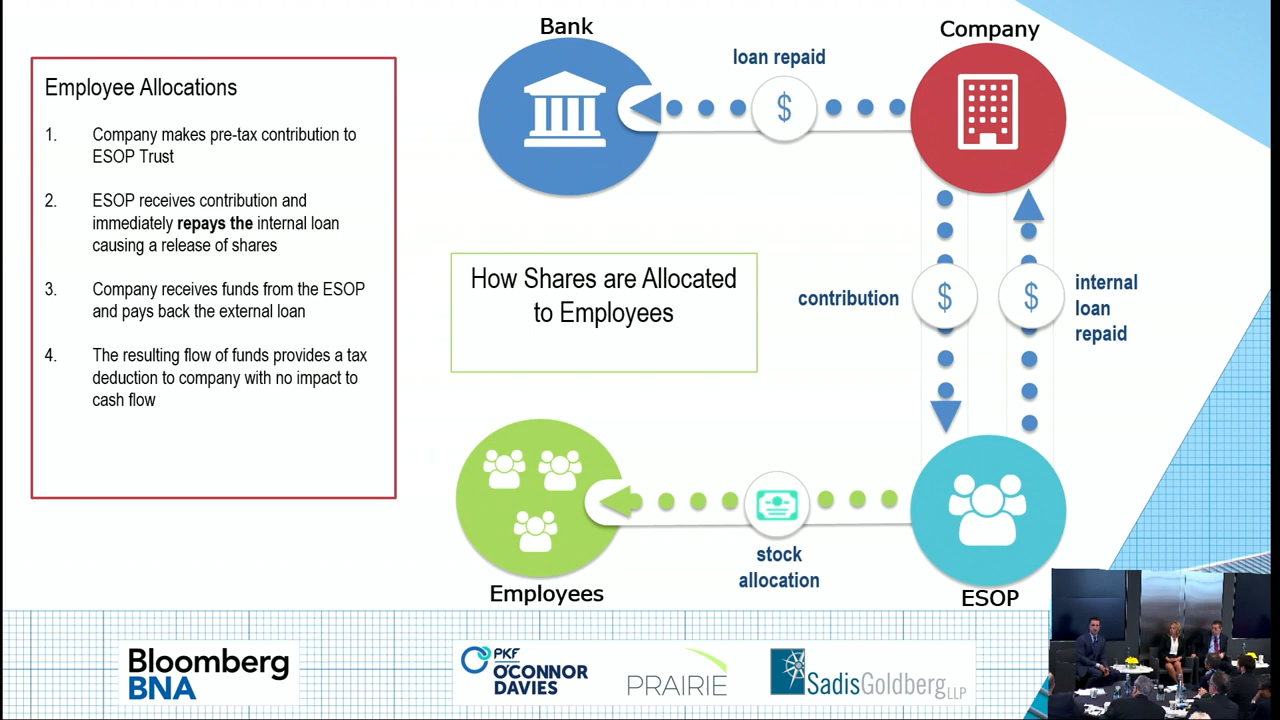 Employee Allocations
1. Company makes pre-tax contribution to
ESOP Trust
2. ESOP receives contribution and
immediately repays the internal loan
causing a release of shares
3. Company receives funds from the ESOP
and pays back the external loan
4. The resulting flow of funds provides a tax
deduction to company with no impact to
cash flow
Bank
loan repaid
$
Company
How Shares are Allocated
to Employees
contribution
$
$
internal
loan
repaid
Employees
stock
allocation
ESOP
Bloomberg
BNA
PKF
O'CONNOR
DAVIES
PRAIRIE
SadisGoldberg LLP